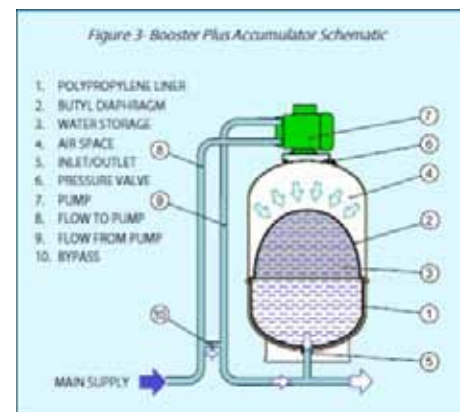 Figure 3- Booster Plus Accumulator Schematic
1. POLYPROPYLENE LINER
2. BUTYL DIAPHRAGM
3. WATER STORAGE
4. AIR SPACE
5. INLET/OUTLET
6. PRESSURE VALVE
7. PUMP
8. FLOW TO PUMP
9. FLOW FROM PUMP
10. BYPASS
7
6
8
4
9
2
3
1
10
5
MAIN SUPPLY